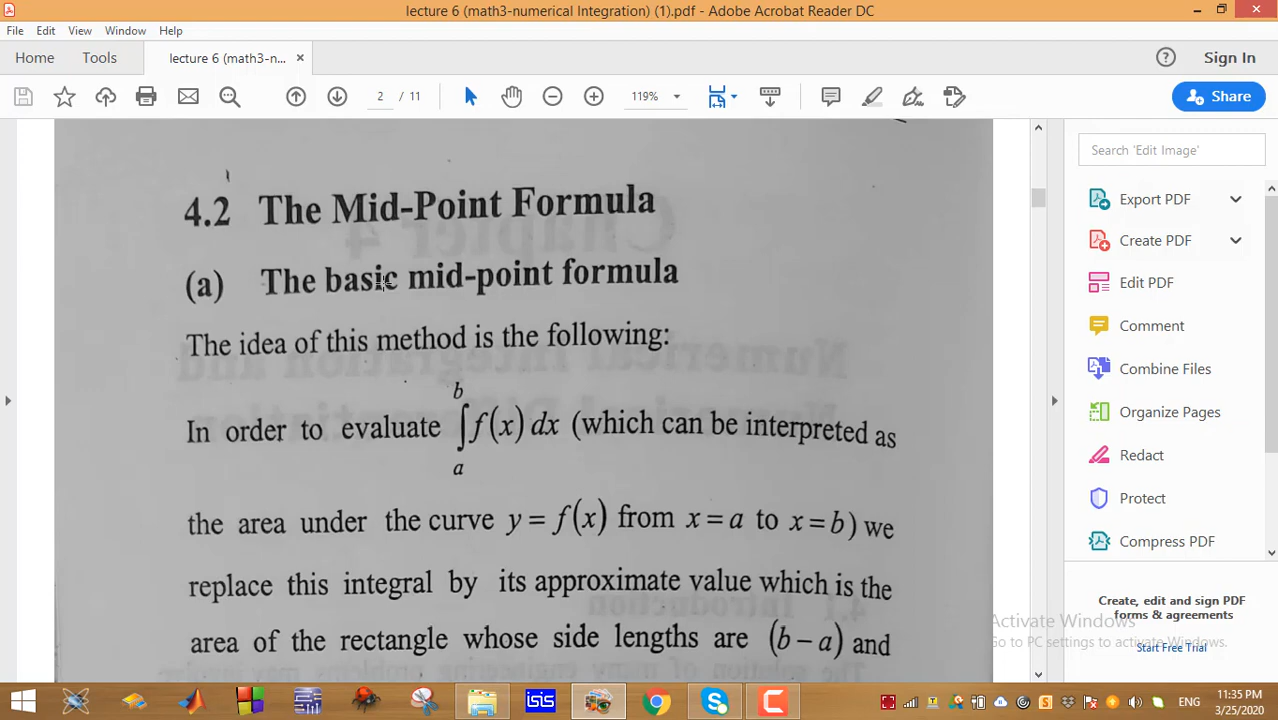 lecture 6 (math3-numerical Integration) (1).pdf - Adobe Acrobat Reader DC
File Edit View Window Help
Home Tools lecture 6 (math3-n... × Sign In
2 / 11 119% Share
4.2 The Mid-Point Formula
(a) The basic mid-point formula
The idea of this method is the following:
In order to evaluate ∫ₐᵇ f(x) dx (which can be interpreted as
the area under the curve y = f(x) from x = a to x = b) we
replace this integral by its approximate value which is the
area of the rectangle whose side lengths are (b − a) and
Search 'Edit Image'
Export PDF
Create PDF
Edit PDF
Comment
Combine Files
Organize Pages
Redact
Protect
Compress PDF
Create, edit and sign PDF
forms & agreements
Start Free Trial
Activate Windows
Go to PC settings to activate Windows.
isis
ENG
11:35 PM
3/25/2020